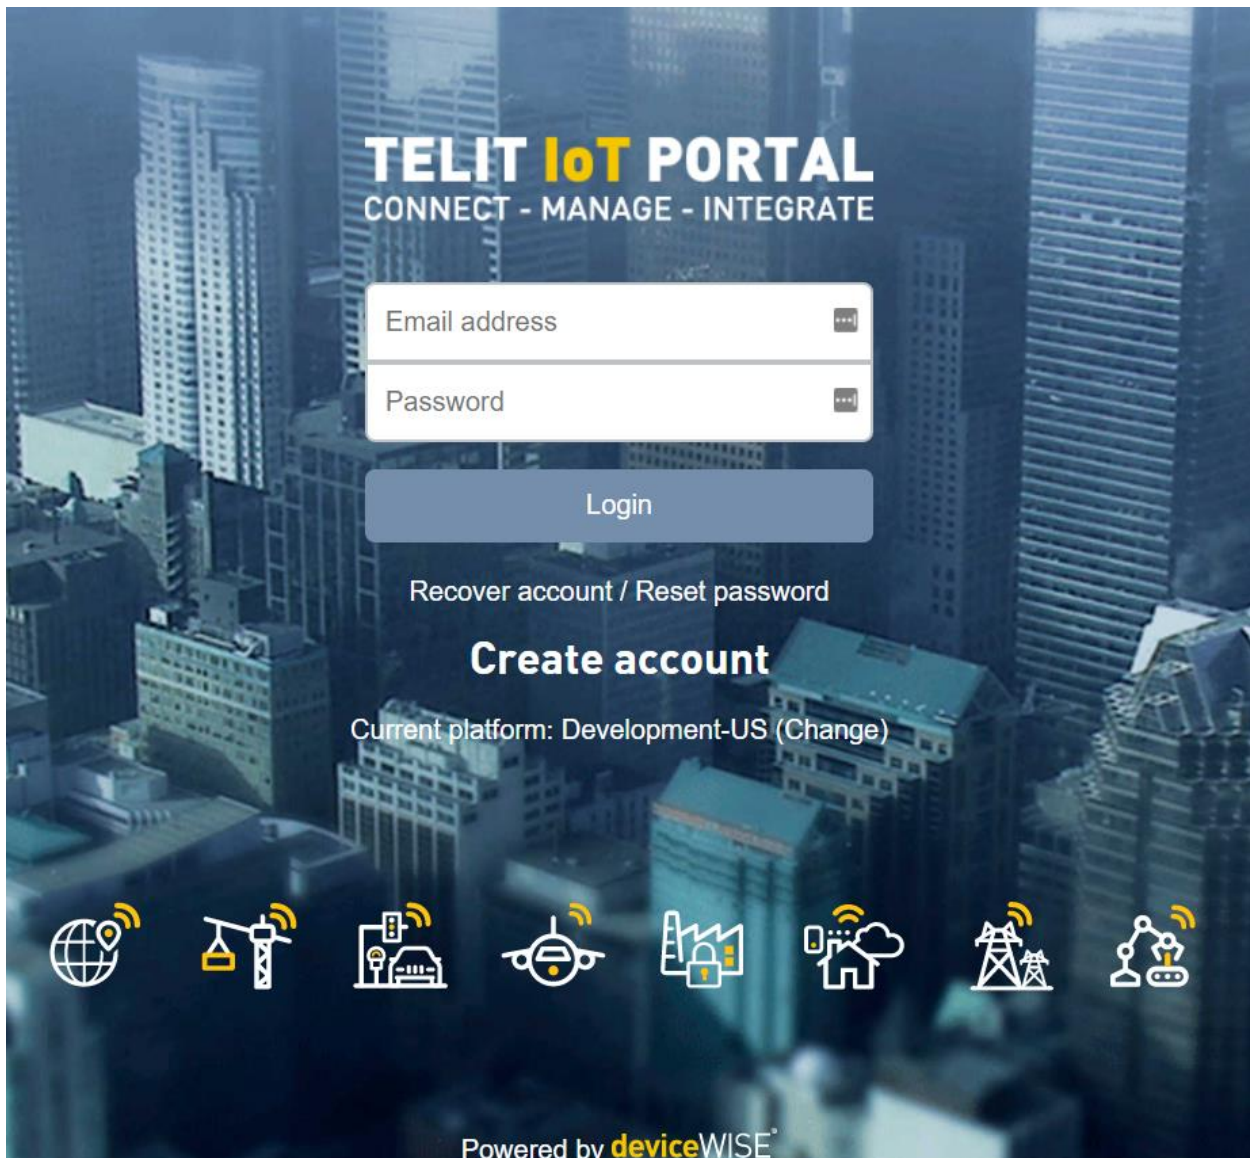 TELIT IoT PORTAL
CONNECT - MANAGE - INTEGRATE
Email address
Password
Login
Recover account / Reset password
Create account
Current platform: Development-US (Change)
Powered by deviceWISE®